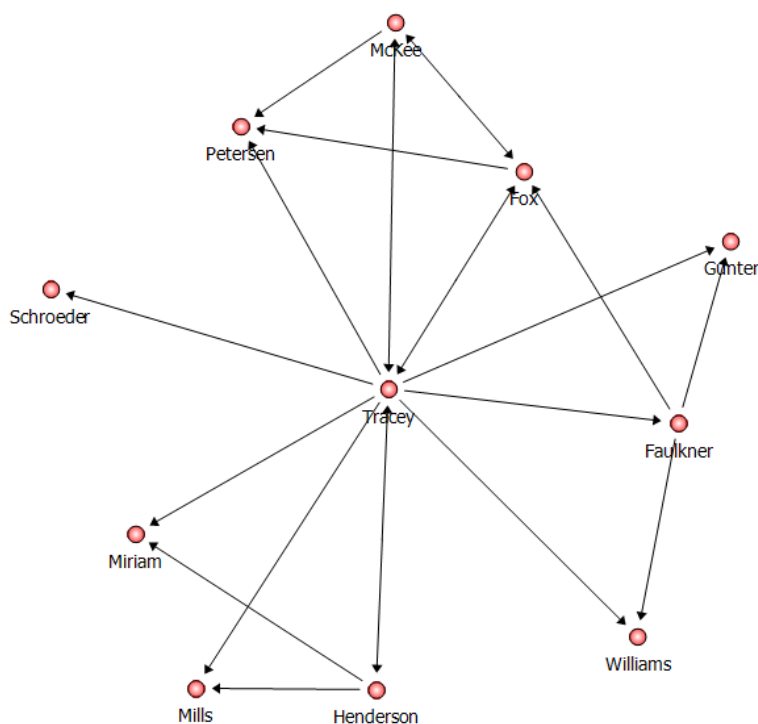 McKee
Petersen
Fox
Gunter
Schroeder
Tracey
Faulkner
Miriam
Williams
Mills
Henderson